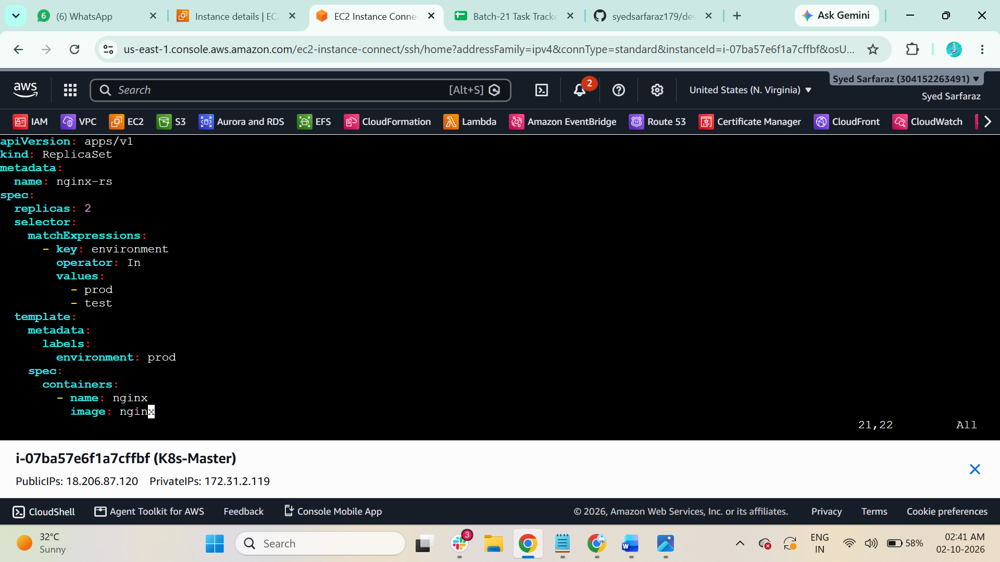 (6) WhatsApp
Instance details | EC
EC2 Instance Conne
Batch-21 Task Track
syedsarfaraz179/de
Ask Gemini
us-east-1.console.aws.amazon.com/ec2-instance-connect/ssh/home?addressFamily=ipv4&connType=standard&instanceId=i-07ba57e6f1a7cffbf&osU...
aws
Search
[Alt+S]
2
United States (N. Virginia)
Syed Sarfaraz (304152263491)
Syed Sarfaraz
IAM
VPC
EC2
S3
Aurora and RDS
EFS
CloudFormation
Lambda
Amazon EventBridge
Route 53
Certificate Manager
CloudFront
CloudWatch
apiVersion: apps/v1
kind: ReplicaSet
metadata:
  name: nginx-rs
spec:
  replicas: 2
  selector:
    matchExpressions:
      - key: environment
        operator: In
        values:
          - prod
          - test
  template:
    metadata:
      labels:
        environment: prod
    spec:
      containers:
        - name: nginx
          image: nginx
21,22 All
i-07ba57e6f1a7cffbf (K8s-Master)
PublicIPs: 18.206.87.120 PrivateIPs: 172.31.2.119
CloudShell
Agent Toolkit for AWS
Feedback
Console Mobile App
© 2026, Amazon Web Services, Inc. or its affiliates.
Privacy
Terms
Cookie preferences
32°C
Sunny
Search
3
ENG
IN
58%
02:41 AM
02-10-2026